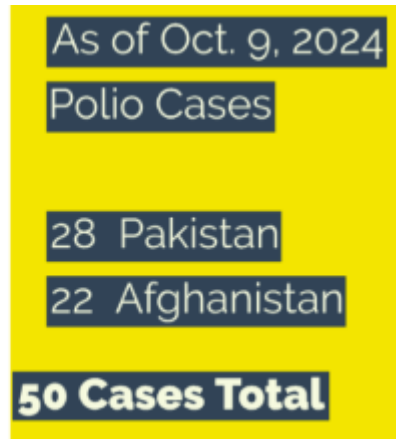 As of Oct. 9, 2024
Polio Cases
28 Pakistan
22 Afghanistan
50 Cases Total